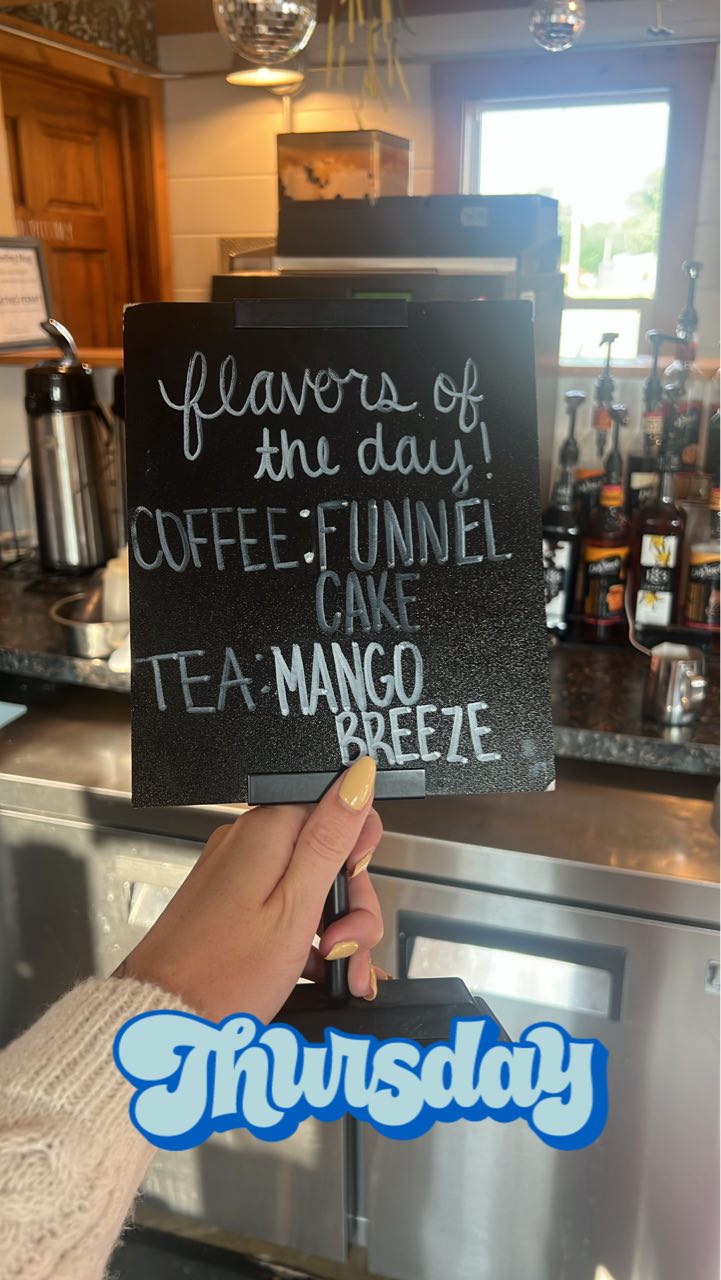 flavors of
the day!
COFFEE: FUNNEL
CAKE
TEA: MANGO
BREEZE
Thursday